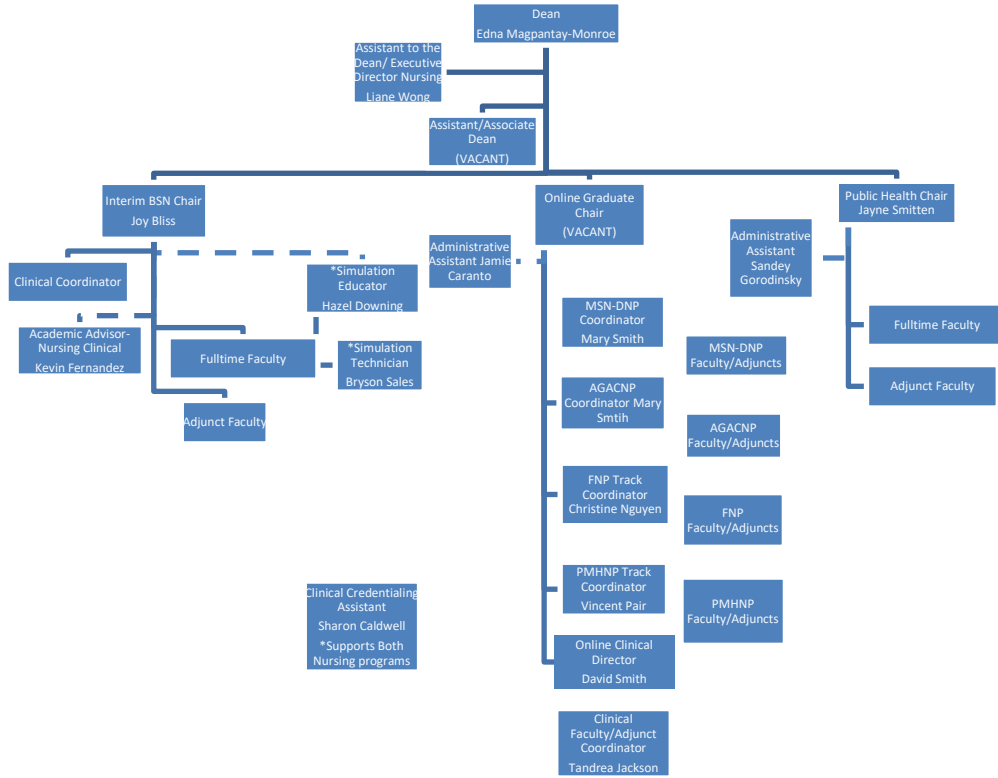 Dean
Edna Magpantay-Monroe
Assistant to the
Dean/ Executive
Director Nursing
Liane Wong
Assistant/Associate
Dean
(VACANT)
Interim BSN Chair
Joy Bliss
Online Graduate
Chair
(VACANT)
Public Health Chair
Jayne Smitten
Clinical Coordinator
*Simulation
Educator
Hazel Downing
Academic Advisor-
Nursing Clinical
Kevin Fernandez
Fulltime Faculty
*Simulation
Technician
Bryson Sales
Adjunct Faculty
Clinical Credentialing
Assistant
Sharon Caldwell
*Supports Both
Nursing programs
Administrative
Assistant Jamie
Caranto
MSN-DNP
Coordinator
Mary Smith
MSN-DNP
Faculty/Adjuncts
AGACNP
Coordinator Mary
Smtih
AGACNP
Faculty/Adjuncts
FNP Track
Coordinator
Christine Nguyen
FNP
Faculty/Adjuncts
PMHNP Track
Coordinator
Vincent Pair
PMHNP
Faculty/Adjuncts
Online Clinical
Director
David Smith
Clinical
Faculty/Adjunct
Coordinator
Tandrea Jackson
Administrative
Assistant
Sandey
Gorodinsky
Fulltime Faculty
Adjunct Faculty